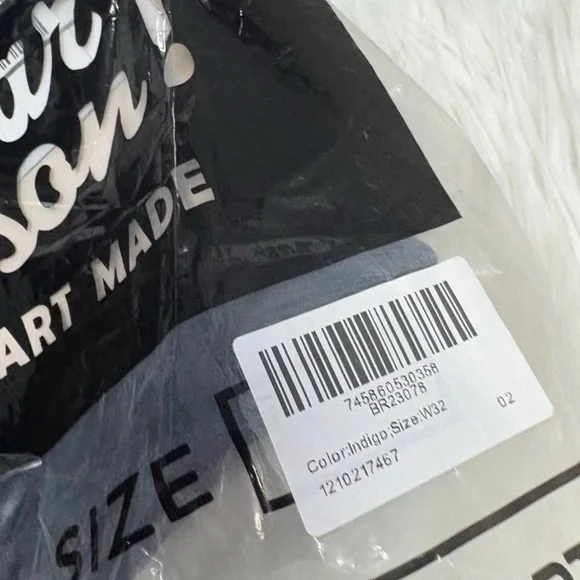 ART MADE
745860530358
BR23078
Color:Indigo;Size:W32 02
1210217467
SIZE